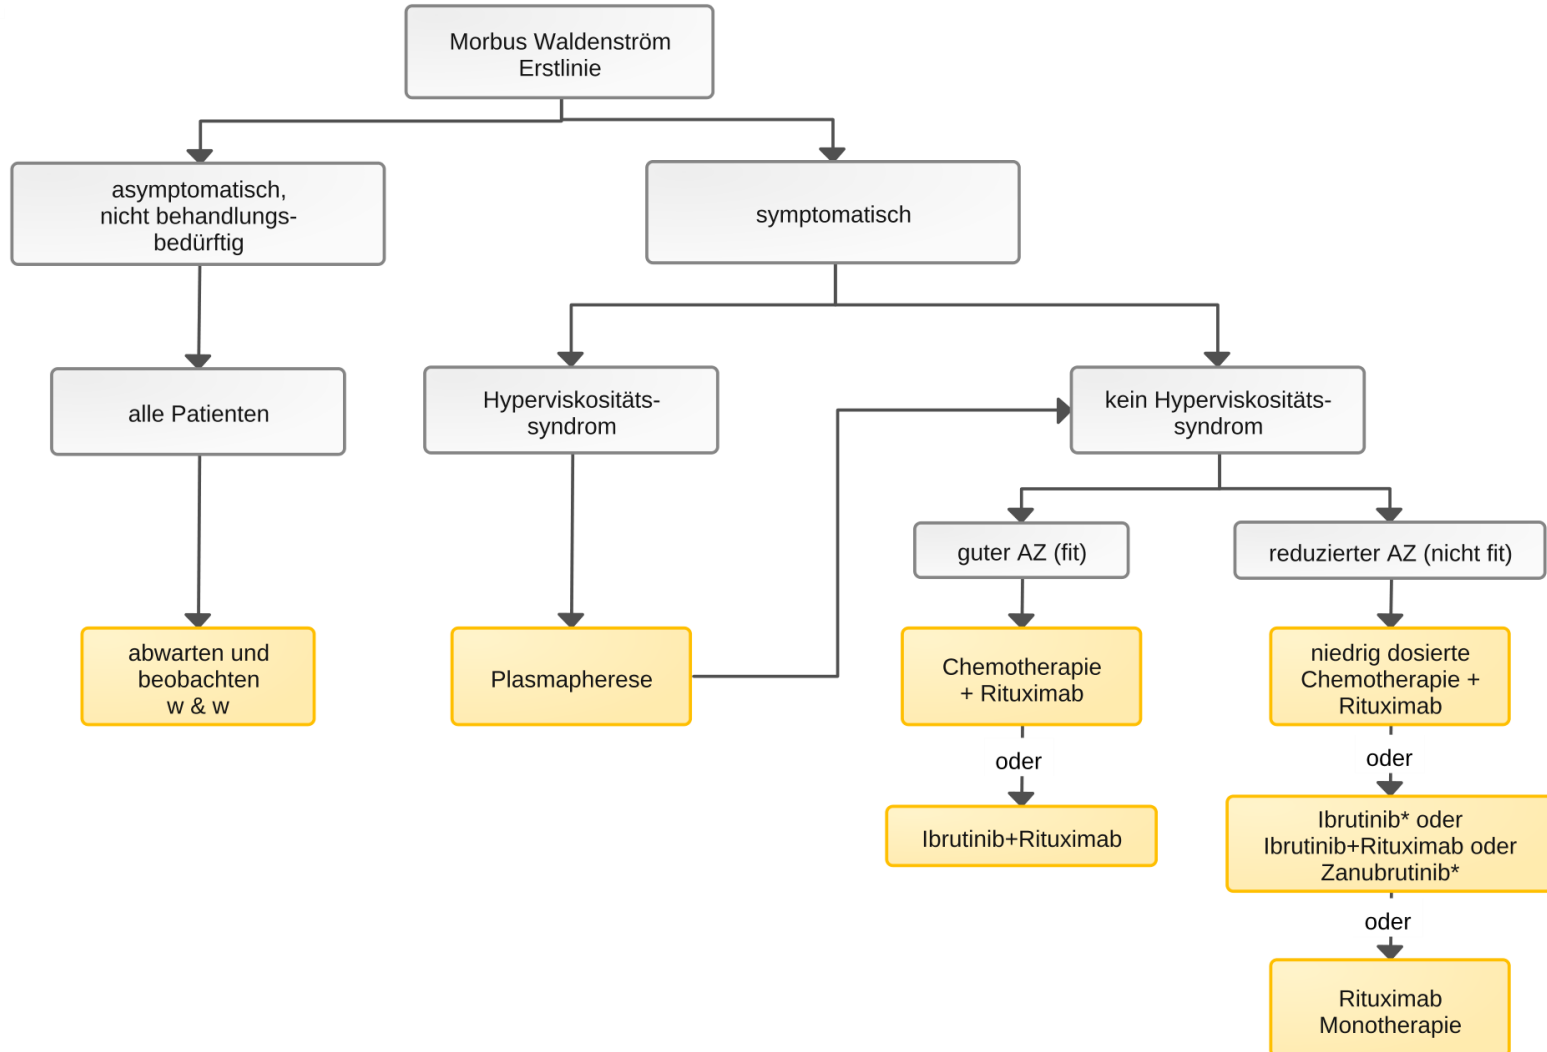 Morbus Waldenström
Erstlinie
asymptomatisch,
nicht behandlungs-
bedürftig
symptomatisch
alle Patienten
Hyperviskositäts-
syndrom
kein Hyperviskositäts-
syndrom
guter AZ (fit)
reduzierter AZ (nicht fit)
abwarten und
beobachten
w & w
Plasmapherese
Chemotherapie
+ Rituximab
niedrig dosierte
Chemotherapie +
Rituximab
oder
oder
Ibrutinib+Rituximab
Ibrutinib* oder
Ibrutinib+Rituximab oder
Zanubrutinib*
oder
Rituximab
Monotherapie